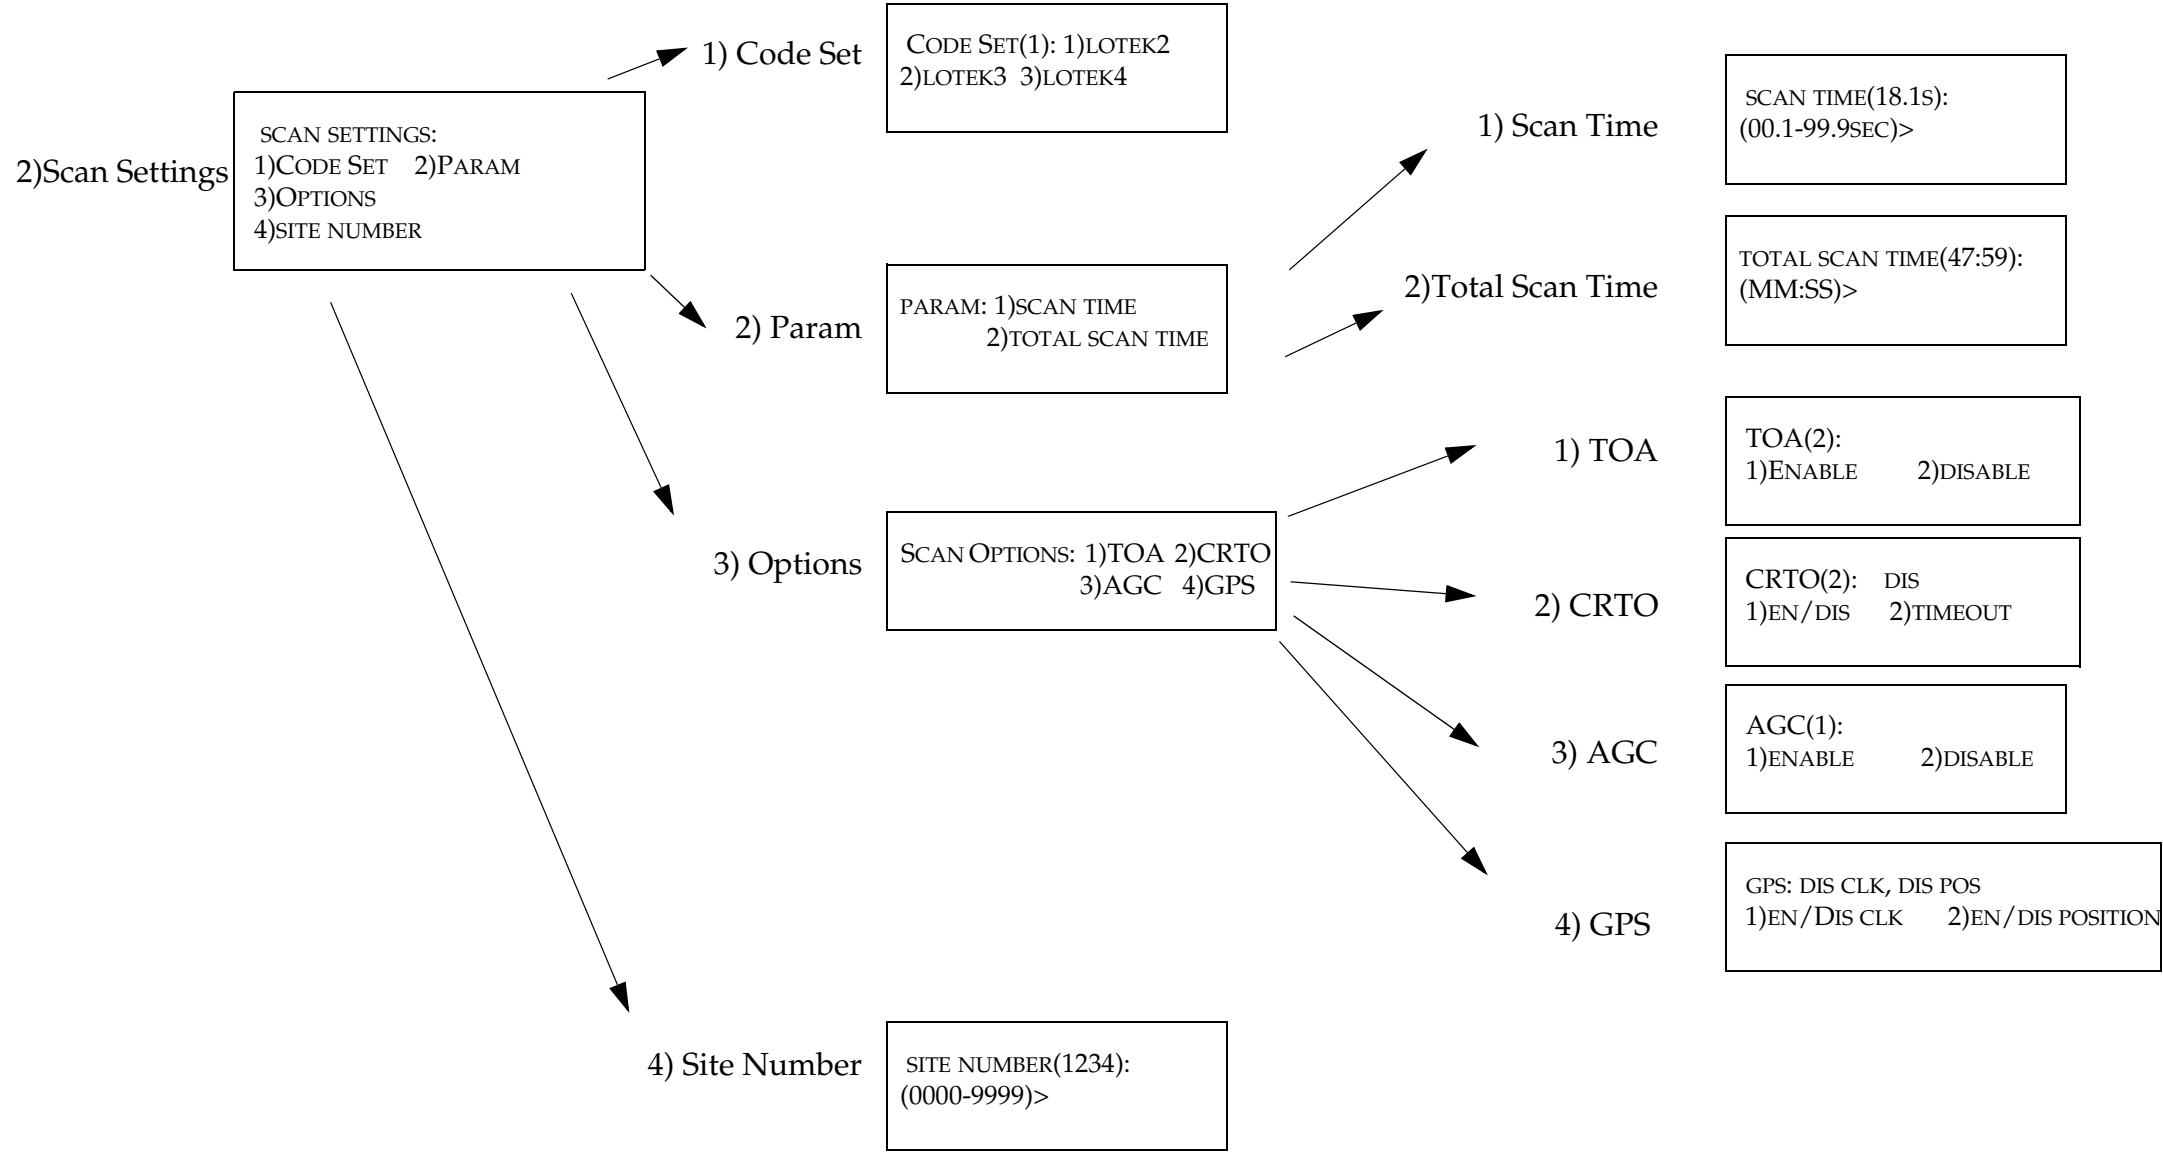 2)Scan Settings
SCAN SETTINGS:
1)CODE SET 2)PARAM
3)OPTIONS
4)SITE NUMBER
1) Code Set
CODE SET(1): 1)LOTEK2
2)LOTEK3 3)LOTEK4
2) Param
PARAM: 1)SCAN TIME
2)TOTAL SCAN TIME
1) Scan Time
SCAN TIME(18.1S):
(00.1-99.9SEC)>
2)Total Scan Time
TOTAL SCAN TIME(47:59):
(MM:SS)>
3) Options
SCAN OPTIONS: 1)TOA 2)CRTO
3)AGC 4)GPS
1) TOA
TOA(2):
1)ENABLE 2)DISABLE
2) CRTO
CRTO(2): DIS
1)EN/DIS 2)TIMEOUT
3) AGC
AGC(1):
1)ENABLE 2)DISABLE
4) GPS
GPS: DIS CLK, DIS POS
1)EN/DIS CLK 2)EN/DIS POSITION
4) Site Number
SITE NUMBER(1234):
(0000-9999)>